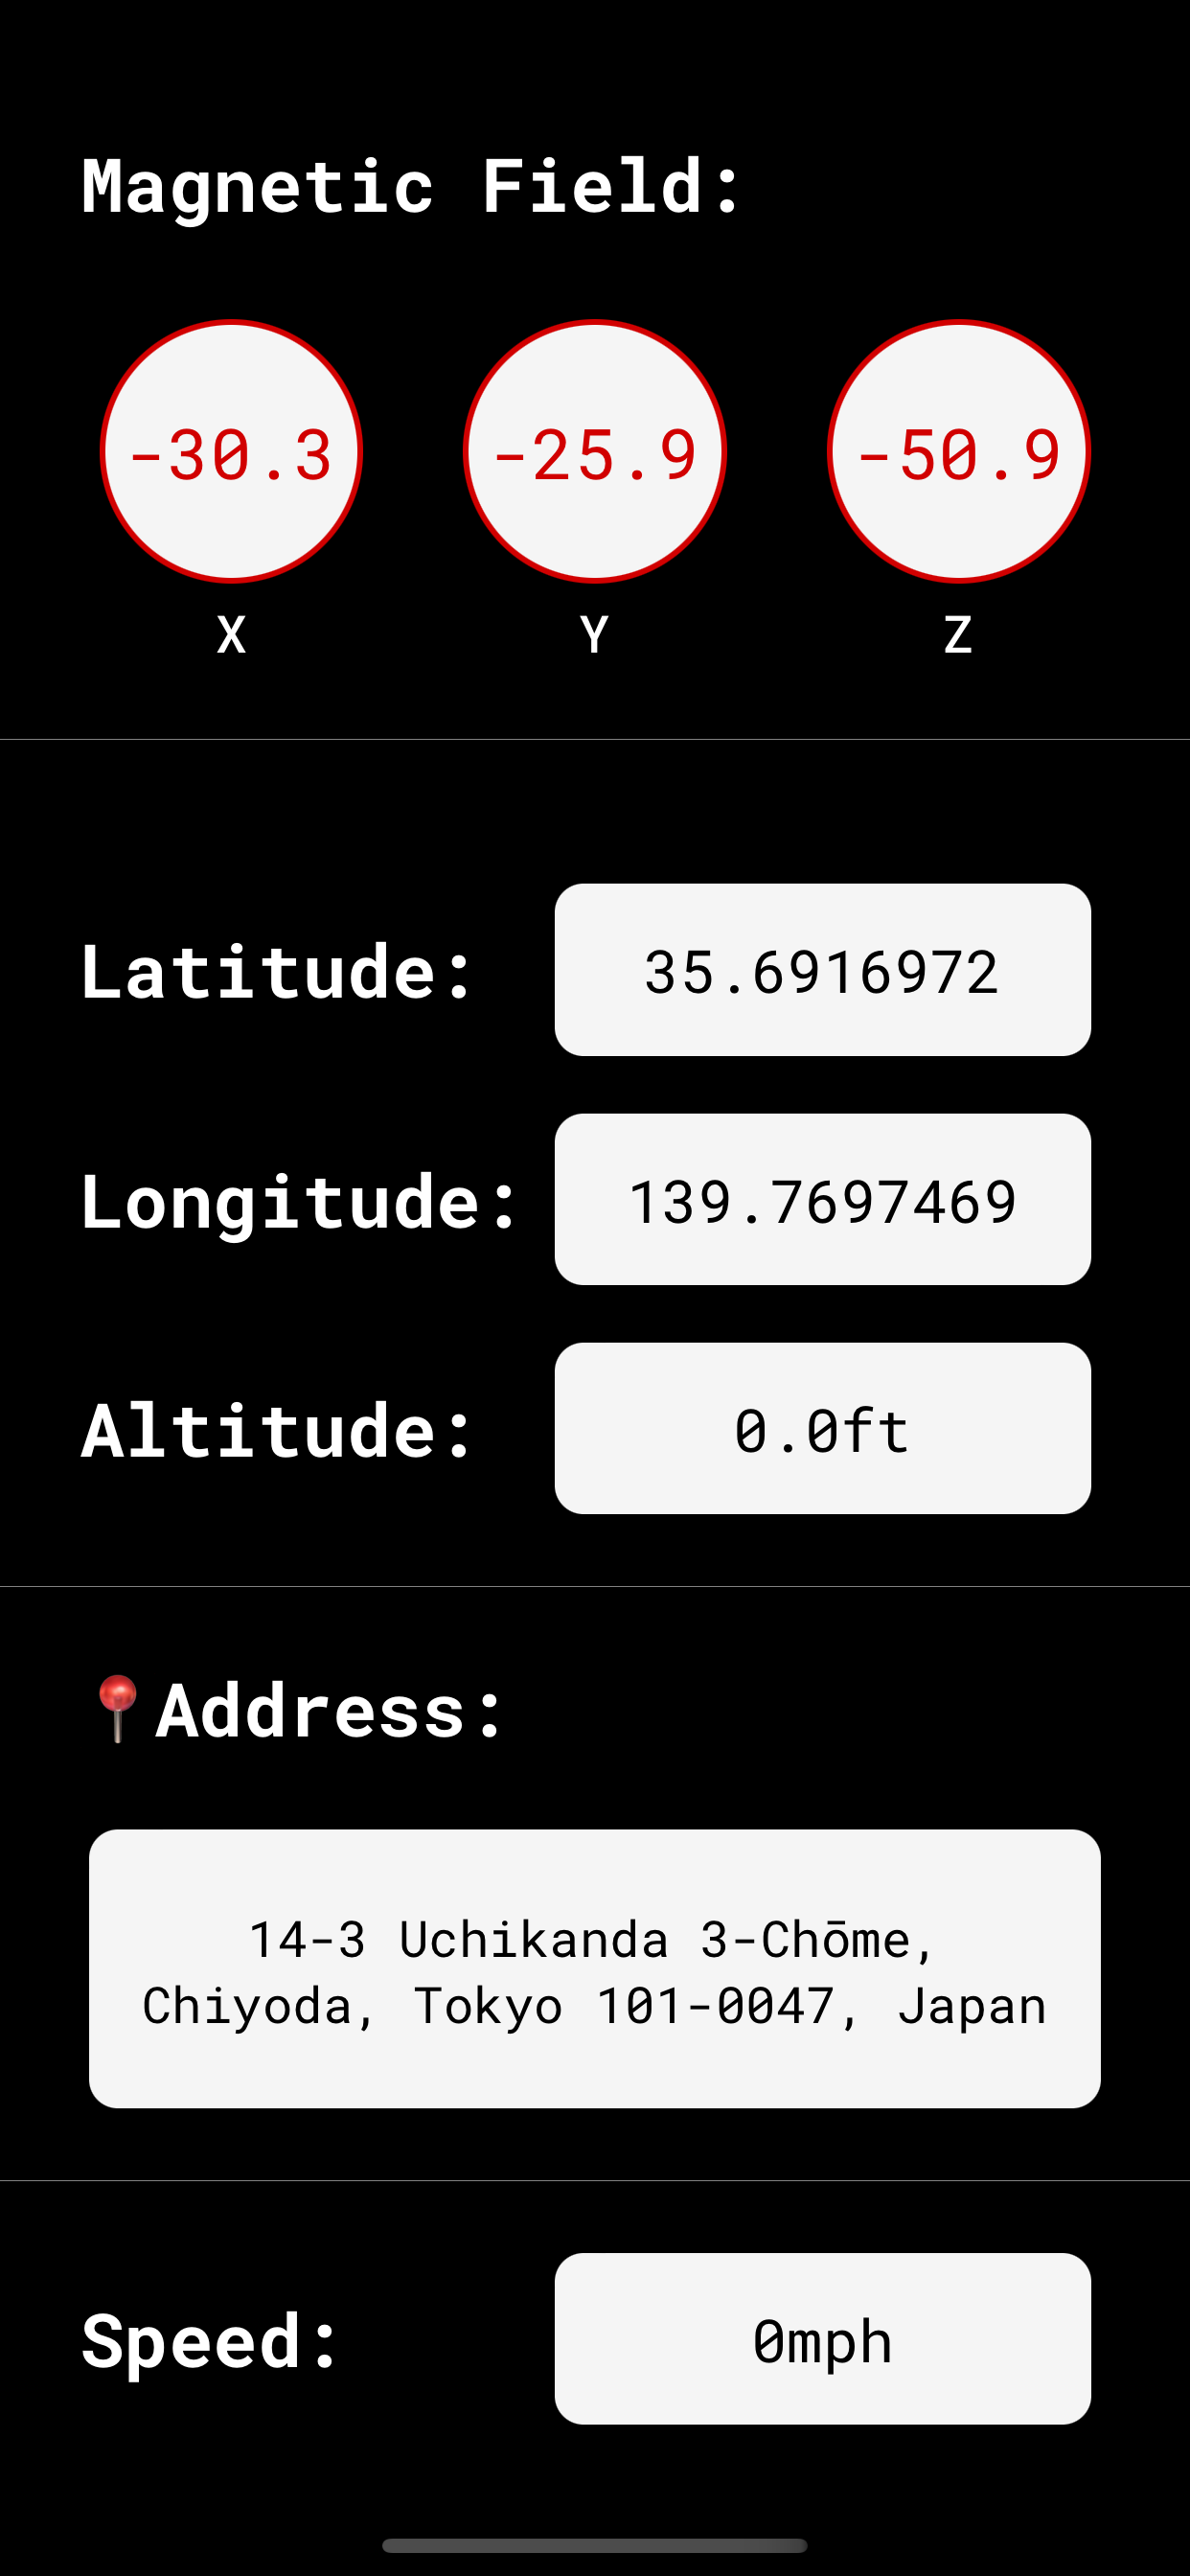 Magnetic Field:
-30.3 -25.9 -50.9
X Y Z
Latitude: 35.6916972
Longitude: 139.7697469
Altitude: 0.0ft
📍Address:
14-3 Uchikanda 3-Chōme,
Chiyoda, Tokyo 101-0047, Japan
Speed: 0mph